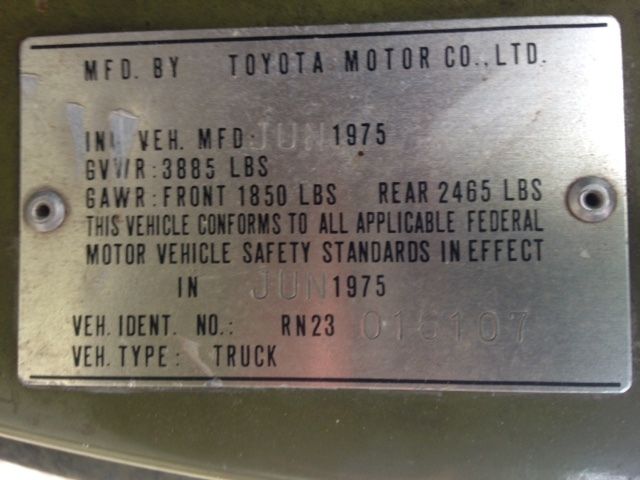 MFD. BY TOYOTA MOTOR CO., LTD.
VEH. MFD: JUN 1975
GVWR: 3885 LBS
GAWR: FRONT 1850 LBS REAR 2465 LBS
THIS VEHICLE CONFORMS TO ALL APPLICABLE FEDERAL
MOTOR VEHICLE SAFETY STANDARDS IN EFFECT
IN JUN 1975
VEH. IDENT. NO.: RN23
VEH. TYPE: TRUCK